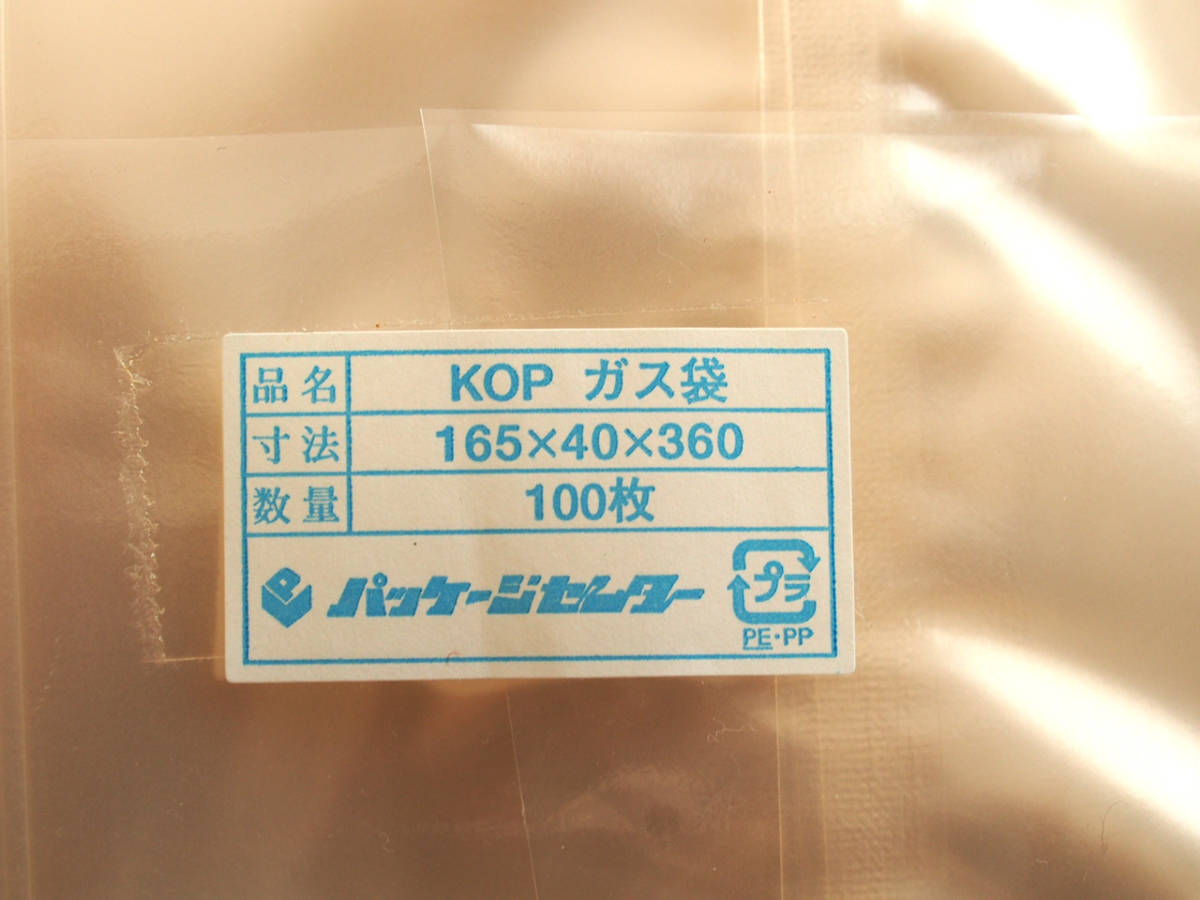 品名 KOP ガス袋
寸法 165×40×360
数量 100枚
パッケージセンター
プラ
PE・PP